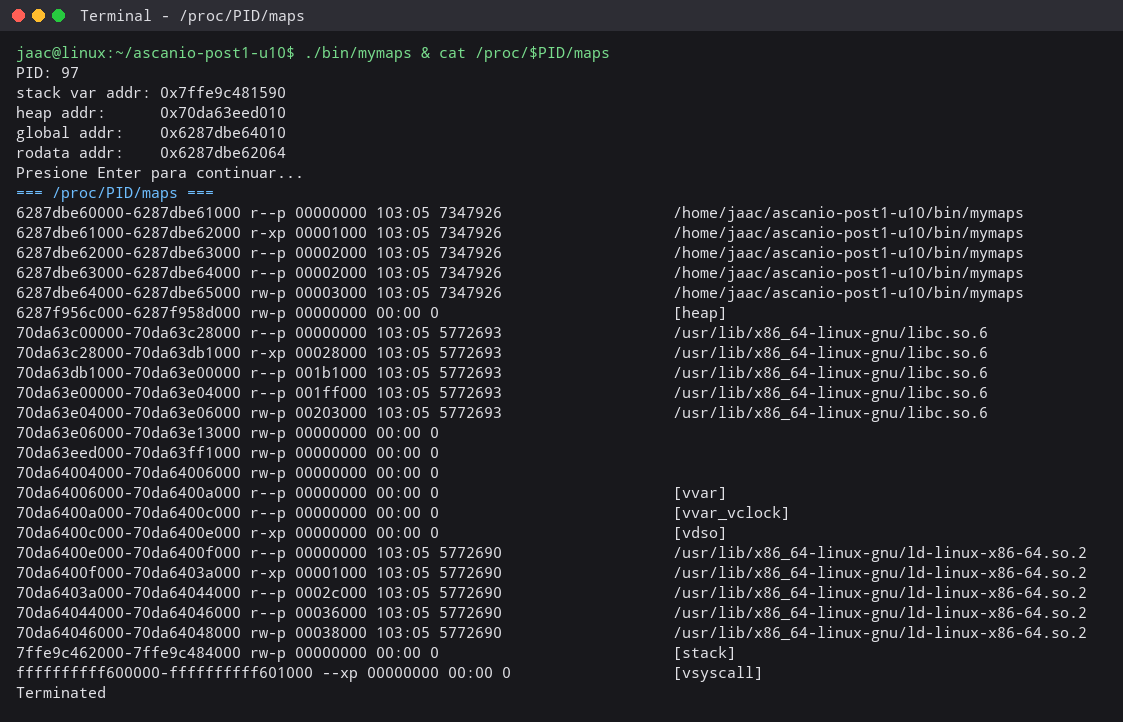 Terminal - /proc/PID/maps
jaac@linux:~/ascanio-post1-u10$ ./bin/mymaps & cat /proc/$PID/maps
PID: 97
stack var addr: 0x7ffe9c481590
heap addr:      0x70da63eed010
global addr:    0x6287dbe64010
rodata addr:    0x6287dbe62064
Presione Enter para continuar...
=== /proc/PID/maps ===
6287dbe60000-6287dbe61000 r--p 00000000 103:05 7347926                   /home/jaac/ascanio-post1-u10/bin/mymaps
6287dbe61000-6287dbe62000 r-xp 00001000 103:05 7347926                   /home/jaac/ascanio-post1-u10/bin/mymaps
6287dbe62000-6287dbe63000 r--p 00002000 103:05 7347926                   /home/jaac/ascanio-post1-u10/bin/mymaps
6287dbe63000-6287dbe64000 r--p 00002000 103:05 7347926                   /home/jaac/ascanio-post1-u10/bin/mymaps
6287dbe64000-6287dbe65000 rw-p 00003000 103:05 7347926                   /home/jaac/ascanio-post1-u10/bin/mymaps
6287f956c000-6287f958d000 rw-p 00000000 00:00 0                          [heap]
70da63c00000-70da63c28000 r--p 00000000 103:05 5772693                   /usr/lib/x86_64-linux-gnu/libc.so.6
70da63c28000-70da63db1000 r-xp 00028000 103:05 5772693                   /usr/lib/x86_64-linux-gnu/libc.so.6
70da63db1000-70da63e00000 r--p 001b1000 103:05 5772693                   /usr/lib/x86_64-linux-gnu/libc.so.6
70da63e00000-70da63e04000 r--p 001ff000 103:05 5772693                   /usr/lib/x86_64-linux-gnu/libc.so.6
70da63e04000-70da63e06000 rw-p 00203000 103:05 5772693                   /usr/lib/x86_64-linux-gnu/libc.so.6
70da63e06000-70da63e13000 rw-p 00000000 00:00 0
70da63eed000-70da63ff1000 rw-p 00000000 00:00 0
70da64004000-70da64006000 rw-p 00000000 00:00 0
70da64006000-70da6400a000 r--p 00000000 00:00 0                          [vvar]
70da6400a000-70da6400c000 r--p 00000000 00:00 0                          [vvar_vclock]
70da6400c000-70da6400e000 r-xp 00000000 00:00 0                          [vdso]
70da6400e000-70da6400f000 r--p 00000000 103:05 5772690                   /usr/lib/x86_64-linux-gnu/ld-linux-x86-64.so.2
70da6400f000-70da6403a000 r-xp 00001000 103:05 5772690                   /usr/lib/x86_64-linux-gnu/ld-linux-x86-64.so.2
70da6403a000-70da64044000 r--p 0002c000 103:05 5772690                   /usr/lib/x86_64-linux-gnu/ld-linux-x86-64.so.2
70da64044000-70da64046000 r--p 00036000 103:05 5772690                   /usr/lib/x86_64-linux-gnu/ld-linux-x86-64.so.2
70da64046000-70da64048000 rw-p 00038000 103:05 5772690                   /usr/lib/x86_64-linux-gnu/ld-linux-x86-64.so.2
7ffe9c462000-7ffe9c484000 rw-p 00000000 00:00 0                          [stack]
ffffffffff600000-ffffffffff601000 --xp 00000000 00:00 0                  [vsyscall]
Terminated